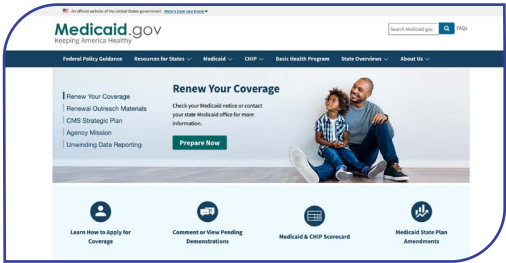 An official website of the United States government Here's how you know
Medicaid.gov
Keeping America Healthy
Search Medicaid.gov
FAQs
Federal Policy Guidance Resources for States Medicaid CHIP Basic Health Program State Overviews About Us
Renew Your Coverage
Renewal Outreach Materials
CMS Strategic Plan
Agency Mission
Unwinding Data Reporting
Renew Your Coverage
Check your Medicaid notice or contact
your state Medicaid office for more
information.
Prepare Now
Learn How to Apply for
Coverage
Comment or View Pending
Demonstrations
Medicaid & CHIP Scorecard
Medicaid State Plan
Amendments